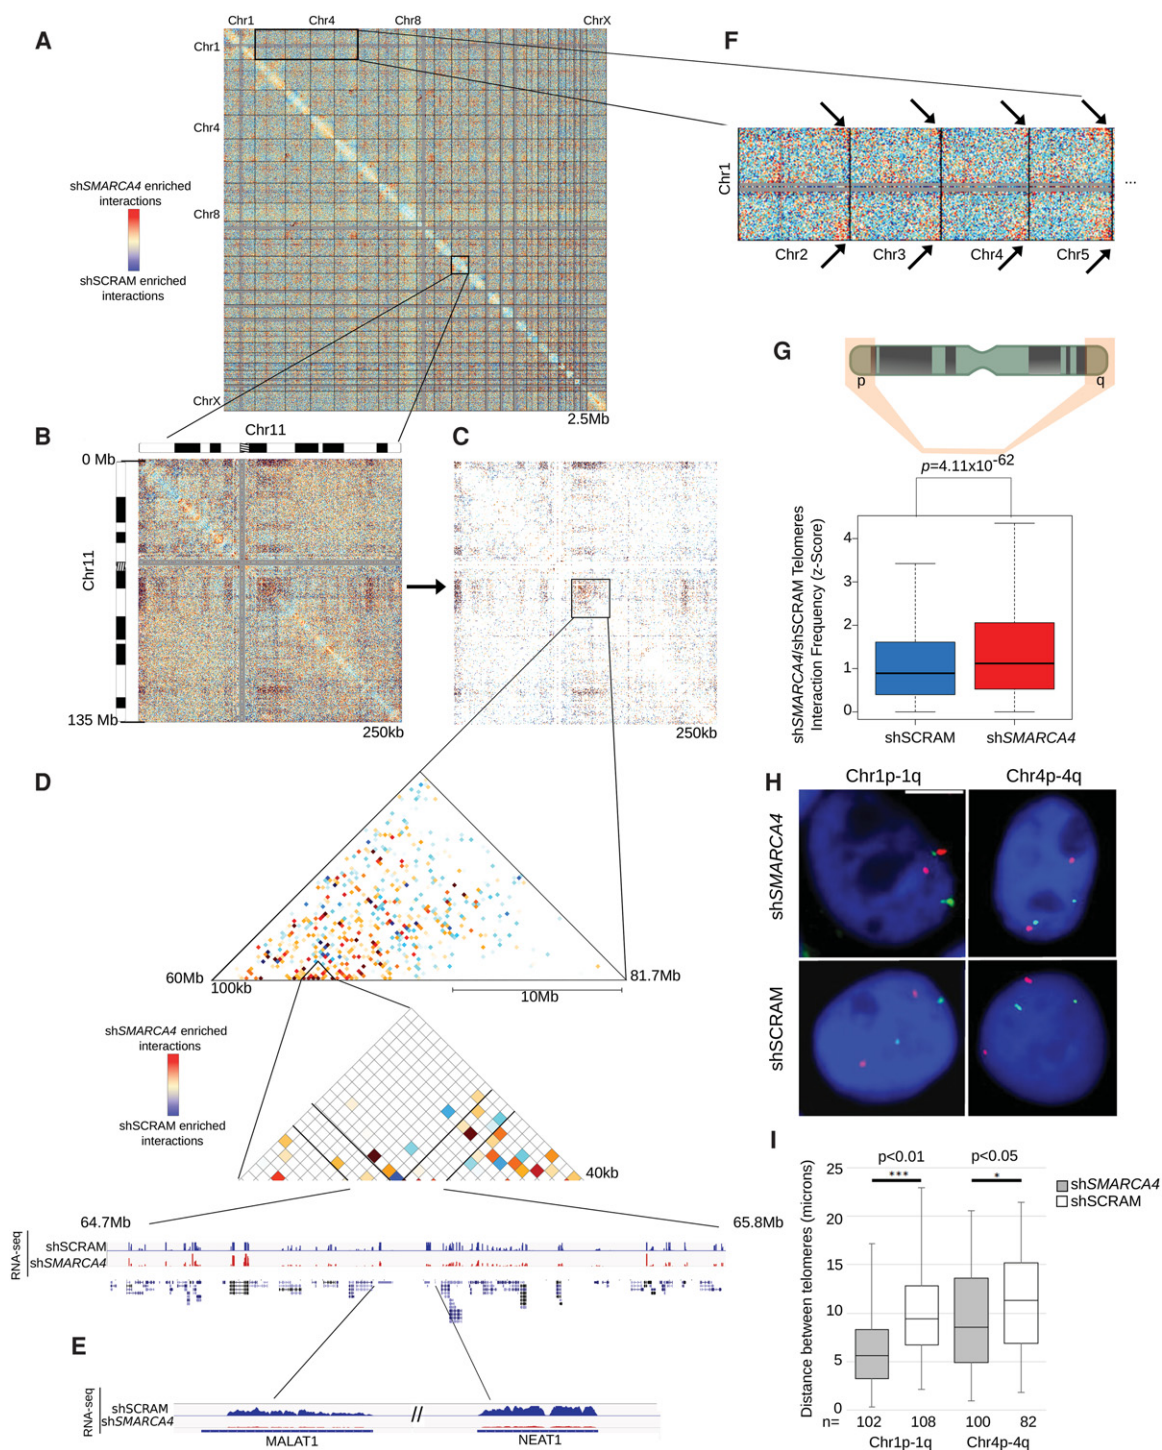 A
Chr1
Chr4
Chr8
ChrX
Chr1
Chr4
Chr8
ChrX
shSMARCA4 enriched
interactions
shSCRAM enriched
interactions
2.5Mb
B
Chr11
0 Mb
Chr11
135 Mb
250kb
C
250kb
D
60Mb
100kb
81.7Mb
10Mb
shSMARCA4 enriched
interactions
shSCRAM enriched
interactions
40kb
64.7Mb
65.8Mb
RNA-seq
shSCRAM
shSMARCA4
E
RNA-seq
shSCRAM
shSMARCA4
//
MALAT1
NEAT1
F
Chr1
...
Chr2
Chr3
Chr4
Chr5
G
p
q
p=4.11x10-62
shSMARCA4/shSCRAM Telomeres
Interaction Frequency (z-Score)
4
3
2
1
0
shSCRAM
shSMARCA4
H
Chr1p-1q
Chr4p-4q
shSMARCA4
shSCRAM
I
p<0.01
p<0.05
***
*
shSMARCA4
shSCRAM
Distance between telomeres (microns)
25
20
15
10
5
0
n=
102
108
100
82
Chr1p-1q
Chr4p-4q